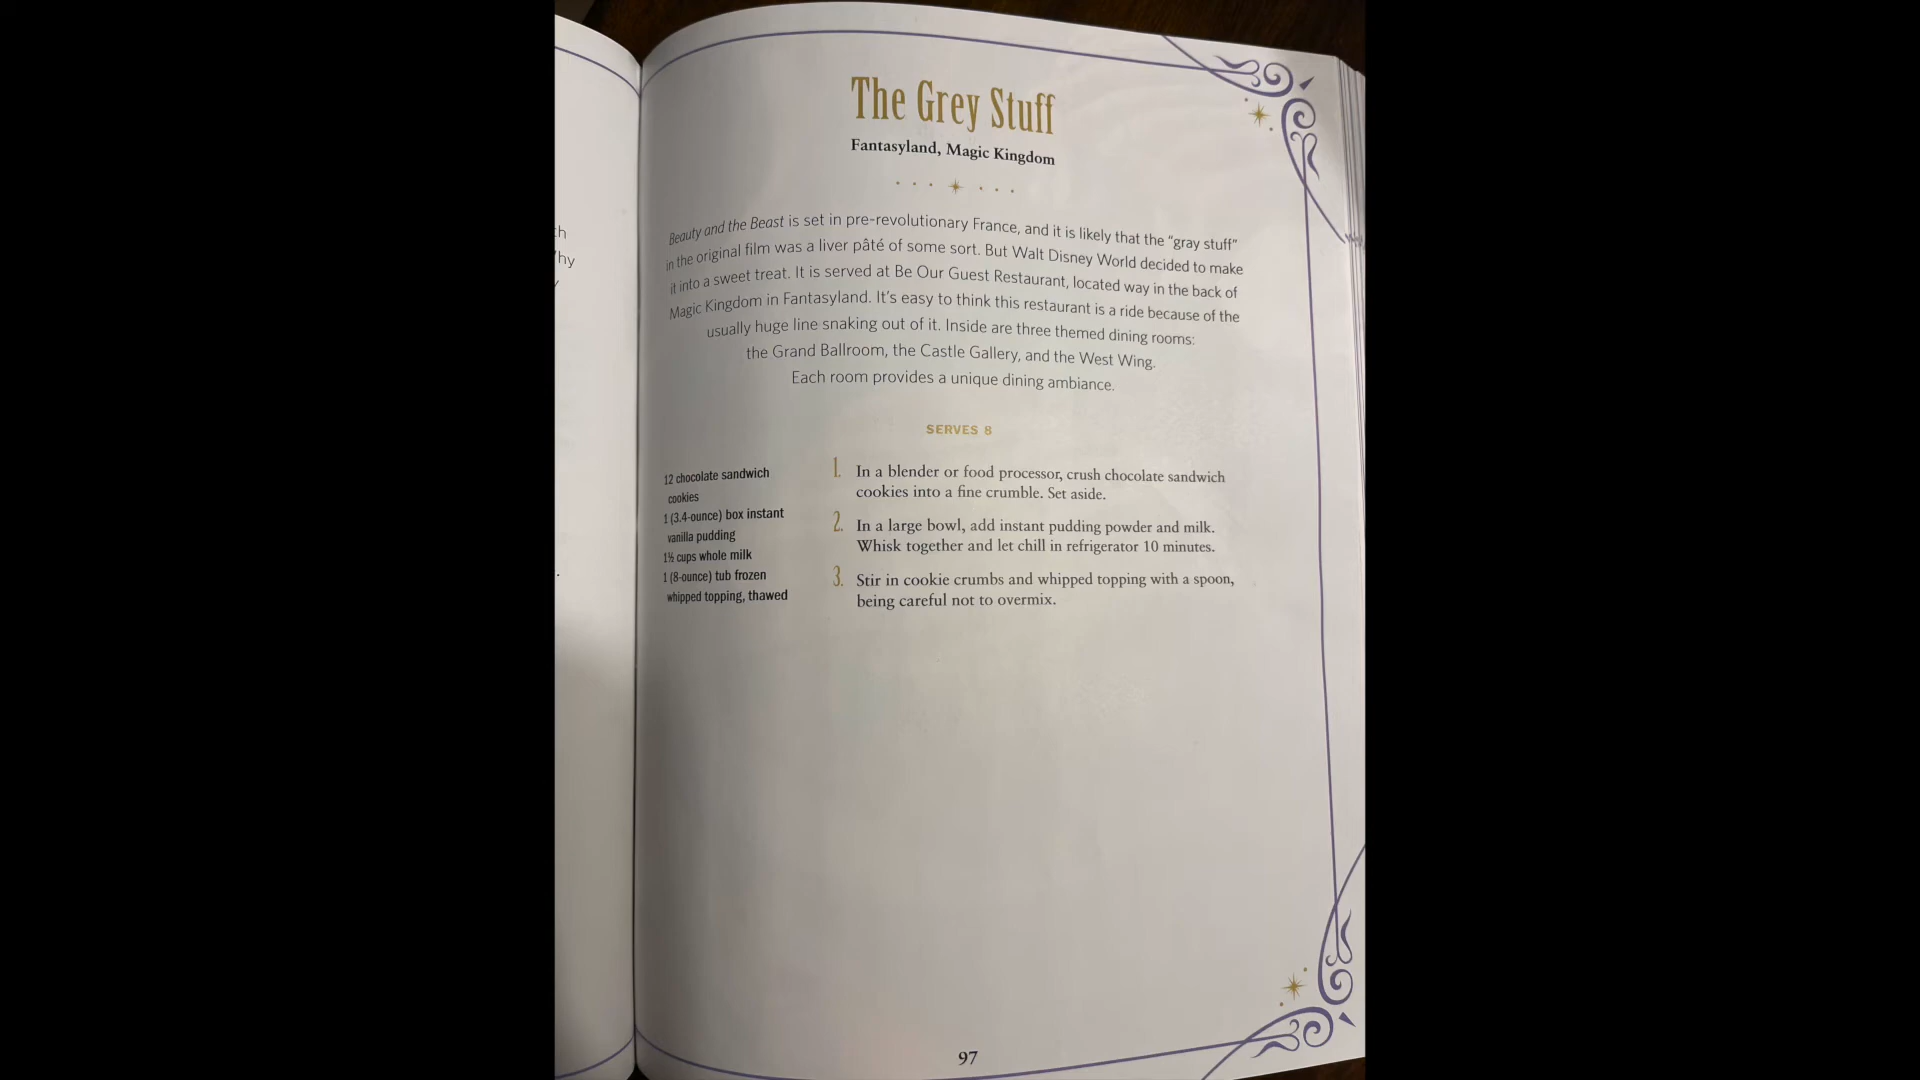 The Grey Stuff
Fantasyland, Magic Kingdom
Beauty and the Beast is set in pre-revolutionary France, and it is likely that the “gray stuff”
in the original film was a liver pâté of some sort. But Walt Disney World decided to make
it into a sweet treat. It is served at Be Our Guest Restaurant, located way in the back of
Magic Kingdom in Fantasyland. It’s easy to think this restaurant is a ride because of the
usually huge line snaking out of it. Inside are three themed dining rooms:
the Grand Ballroom, the Castle Gallery, and the West Wing.
Each room provides a unique dining ambiance.
SERVES 8
12 chocolate sandwich
cookies
1 (3.4-ounce) box instant
vanilla pudding
1½ cups whole milk
1 (8-ounce) tub frozen
whipped topping, thawed
1. In a blender or food processor, crush chocolate sandwich
cookies into a fine crumble. Set aside.
2. In a large bowl, add instant pudding powder and milk.
Whisk together and let chill in refrigerator 10 minutes.
3. Stir in cookie crumbs and whipped topping with a spoon,
being careful not to overmix.
97